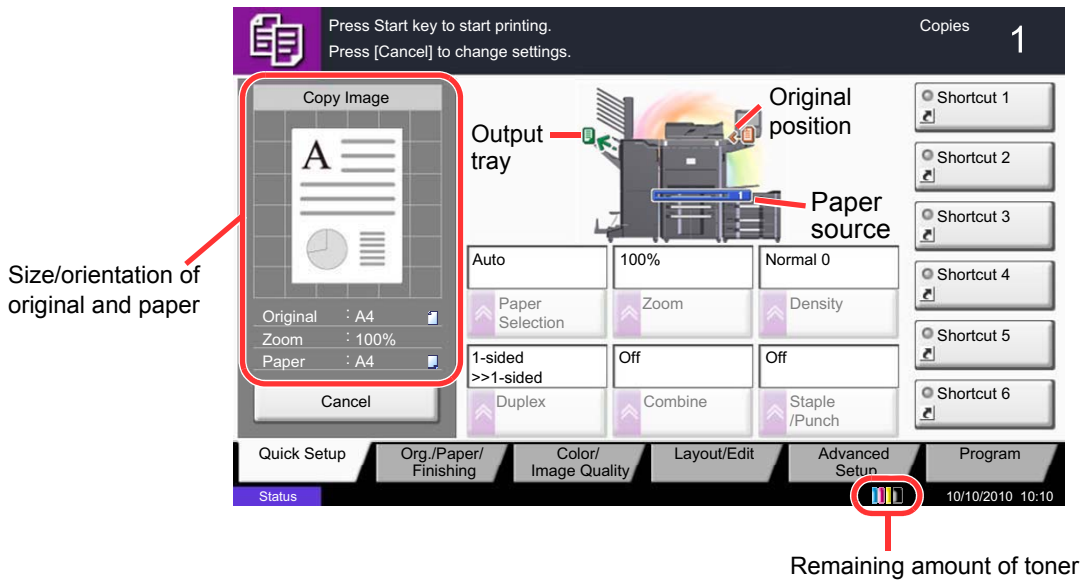 Press Start key to start printing.
Press [Cancel] to change settings.
Copies
1
Copy Image
A
Original : A4
Zoom : 100%
Paper : A4
Cancel
Size/orientation of
original and paper
Output
tray
Original
position
1
Paper
source
Auto
Paper
Selection
100%
Zoom
Normal 0
Density
1-sided
>>1-sided
Duplex
Off
Combine
Off
Staple
/Punch
Shortcut 1
Shortcut 2
Shortcut 3
Shortcut 4
Shortcut 5
Shortcut 6
Quick Setup
Org./Paper/
Finishing
Color/
Image Quality
Layout/Edit
Advanced
Setup
Program
Status
10/10/2010 10:10
Remaining amount of toner